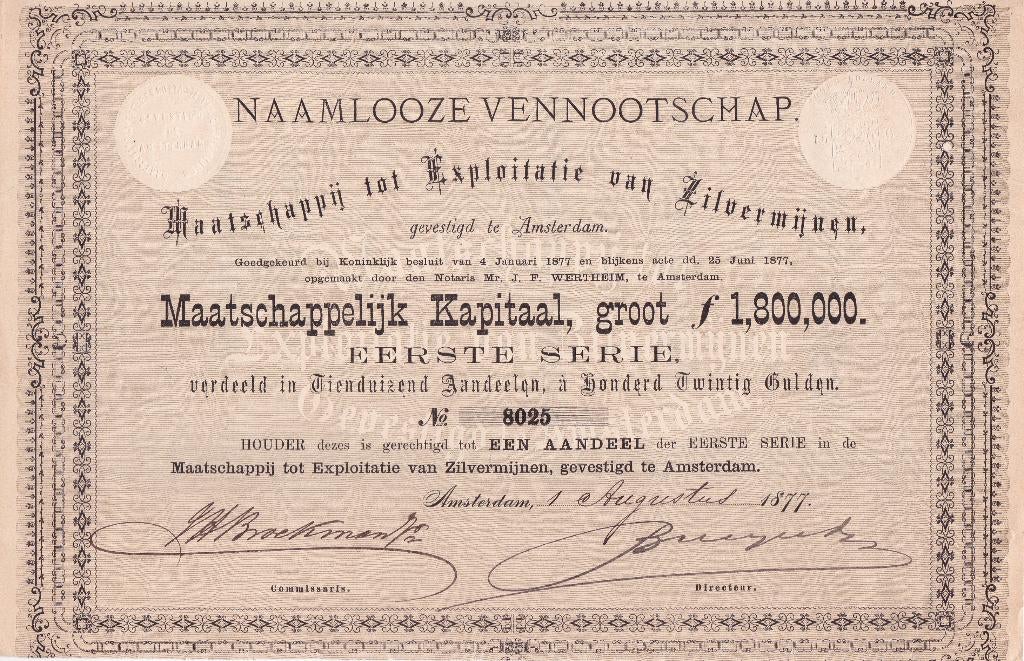 NAAMLOOZE VENNOOTSCHAP.
Maatschappij tot Exploitatie van Zilvermijnen,
gevestigd te Amsterdam.
Goedgekeurd bij Koninklijk besluit van 4 Januari 1877 en blijkens acte dd. 25 Juni 1877,
opgemaakt door den Notaris Mr. J. F. WERTHEIM, te Amsterdam.
Maatschappelijk Kapitaal, groot ƒ 1,800,000.
EERSTE SERIE,
verdeeld in Tienduizend Aandeelen, à Honderd Twintig Gulden.
No. 8025
HOUDER dezes is gerechtigd tot EEN AANDEEL der EERSTE SERIE in de
Maatschappij tot Exploitatie van Zilvermijnen, gevestigd te Amsterdam.
Amsterdam, 1 Augustus 1877.
Broekman Jr
Commissaris.
Directeur.